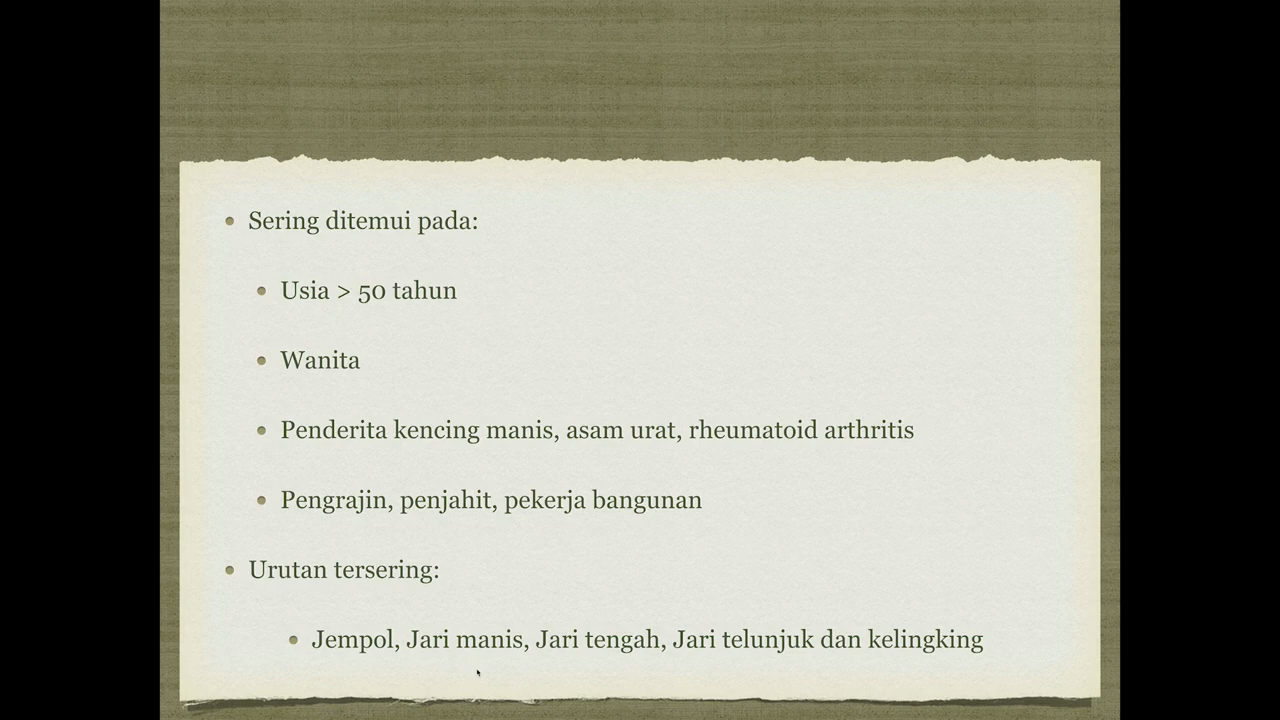 Sering ditemui pada:
Usia > 50 tahun
Wanita
Penderita kencing manis, asam urat, rheumatoid arthritis
Pengrajin, penjahit, pekerja bangunan
Urutan tersering:
Jempol, Jari manis, Jari tengah, Jari telunjuk dan kelingking